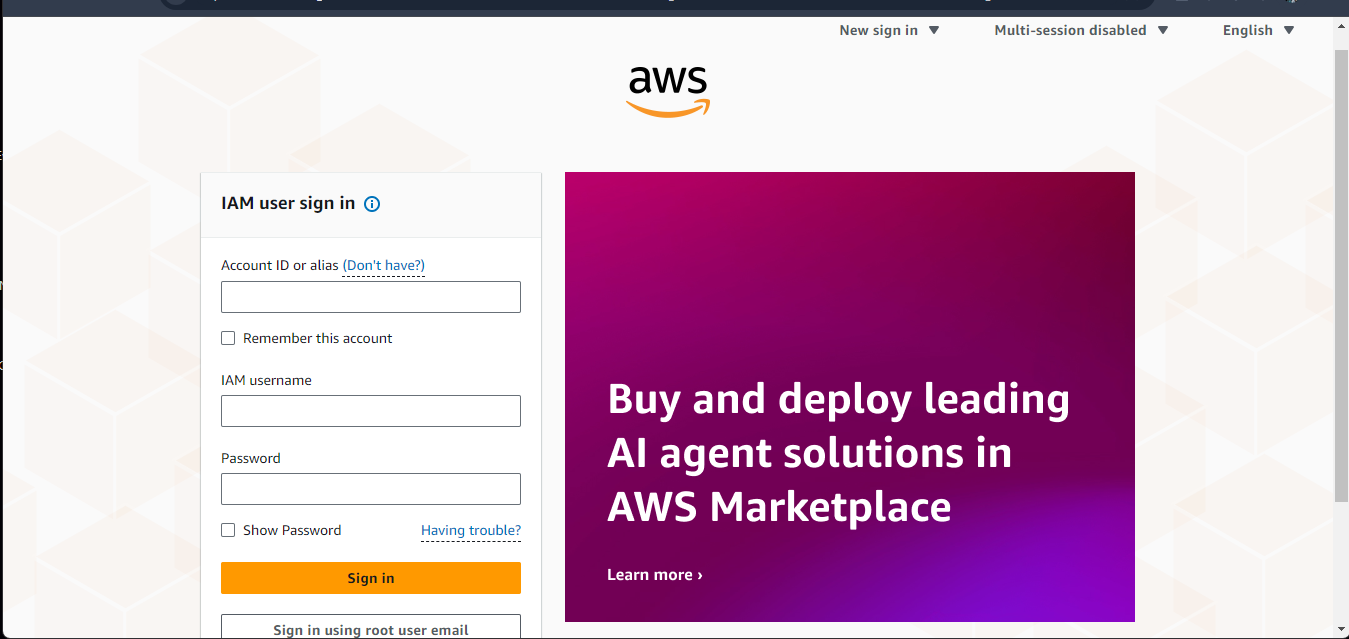 New sign in
Multi-session disabled
English
aws
IAM user sign in
Account ID or alias (Don't have?)
Remember this account
IAM username
Password
Show Password Having trouble?
Sign in
Sign in using root user email
Buy and deploy leading
AI agent solutions in
AWS Marketplace
Learn more ›